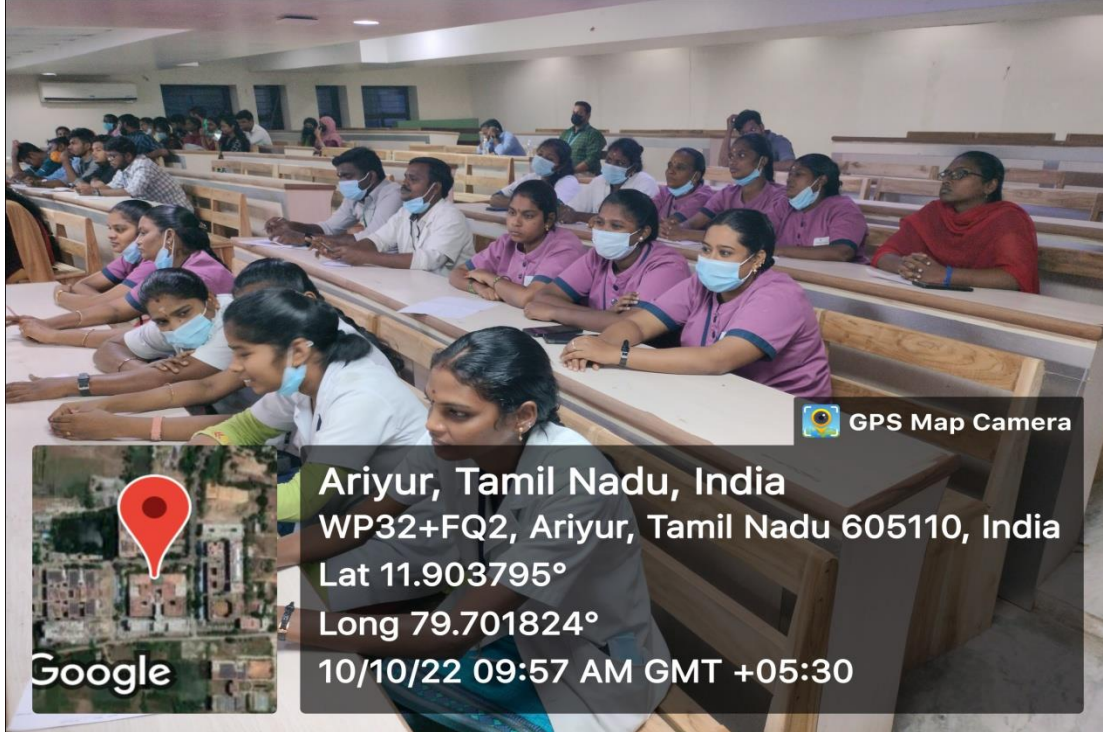 GPS Map Camera
Ariyur, Tamil Nadu, India
WP32+FQ2, Ariyur, Tamil Nadu 605110, India
Lat 11.903795°
Long 79.701824°
10/10/22 09:57 AM GMT +05:30
Google